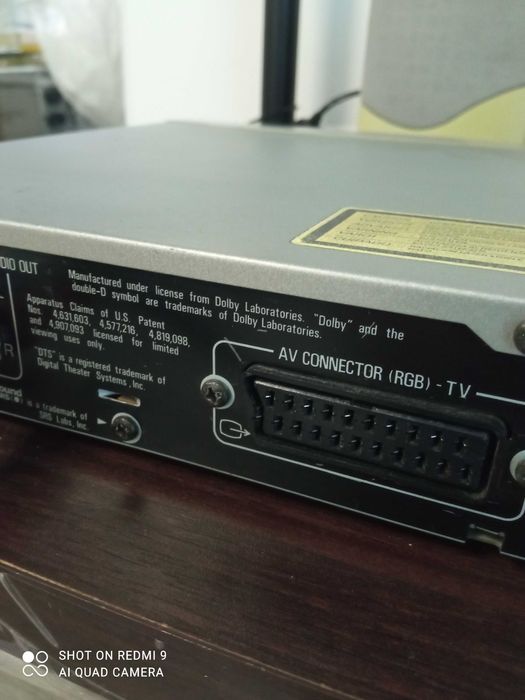 DIO OUT
Manufactured under license from Dolby Laboratories. "Dolby" and the
double-D symbol are trademarks of Dolby Laboratories.
Apparatus Claims of U.S. Patent
Nos. 4,631,603, 4,577,216, 4,819,098,
and 4,907,093 licensed for limited
viewing uses only.
"DTS" is a registered trademark of
Digital Theater Systems, Inc.
R
ound
is a trademark of
SRS Labs, Inc.
AV CONNECTOR (RGB) - TV
SHOT ON REDMI 9
AI QUAD CAMERA